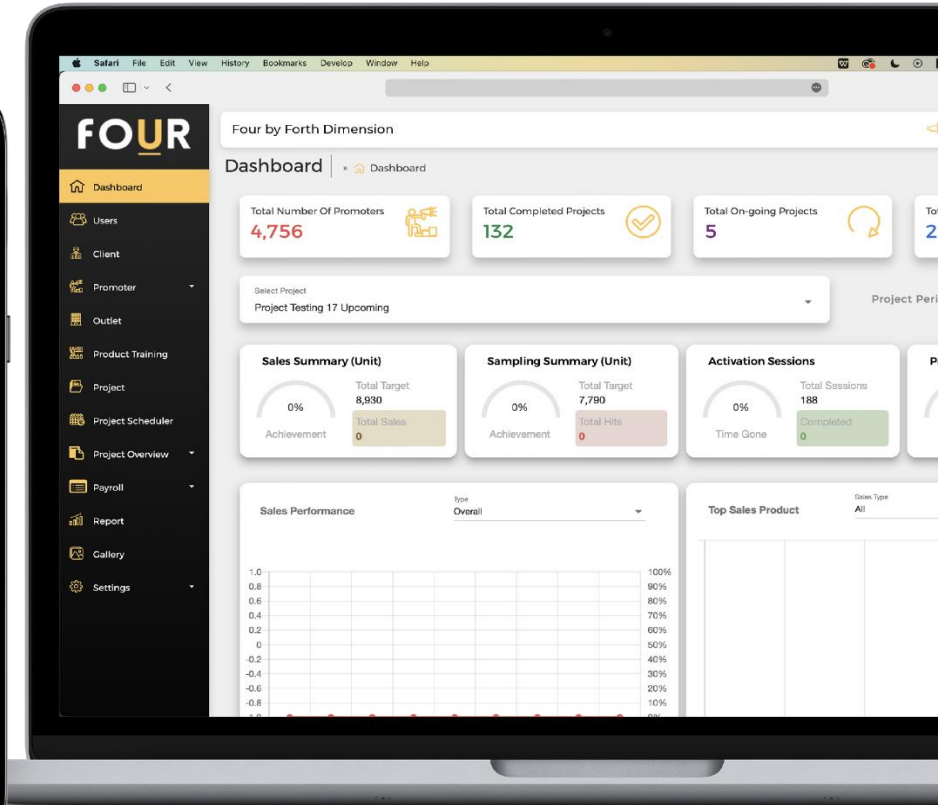 Safari File Edit View History Bookmarks Develop Window Help
FOUR
Four by Forth Dimension
Dashboard » Dashboard
Dashboard
Users
Client
Promoter
Outlet
Product Training
Project
Project Scheduler
Project Overview
Payroll
Report
Gallery
Settings
Total Number Of Promoters
4,756
Total Completed Projects
132
Total On-going Projects
5
Select Project
Project Testing 17 Upcoming
Sales Summary (Unit)
0%
Achievement
Total Target
8,930
Total Sales
0
Sampling Summary (Unit)
0%
Achievement
Total Target
7,790
Total Hits
0
Activation Sessions
0%
Time Gone
Total Sessions
188
Completed
0
Sales Performance
Type
Overall
1.0 100%
0.8 90%
0.6 80%
0.4 70%
0.2 60%
0 50%
-0.2 40%
-0.4 30%
-0.6 20%
-0.8 10%
Top Sales Product
Sales Type
All